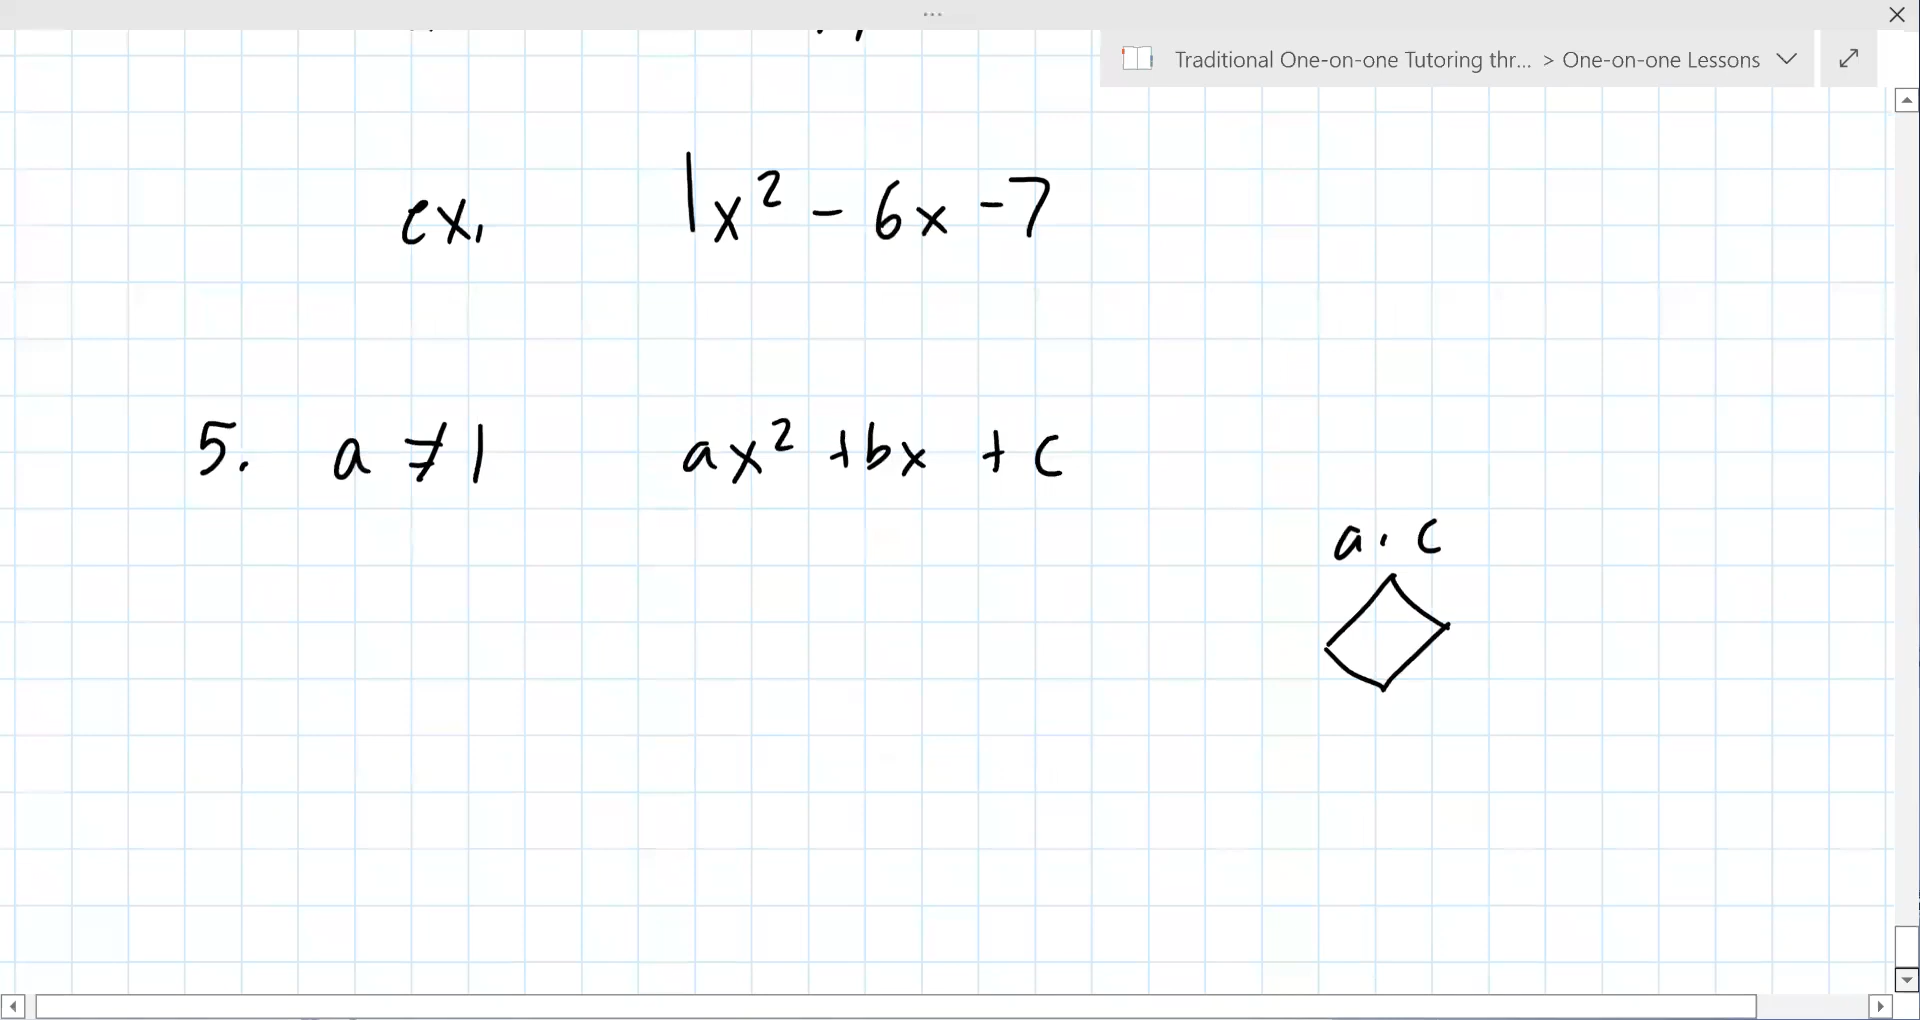 Traditional One-on-one Tutoring thr... > One-on-one Lessons
ex. 1x² - 6x - 7
5. a ≠ 1 ax² + bx + c
a · c